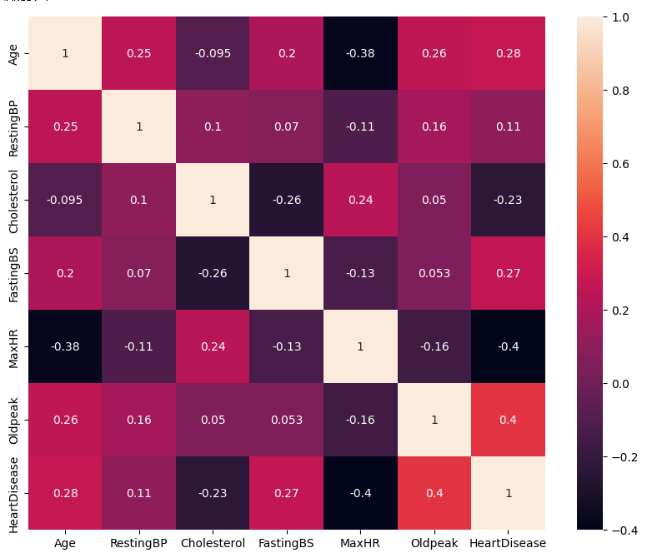 Age 1 0.25 -0.095 0.2 -0.38 0.26 0.28
RestingBP 0.25 1 0.1 0.07 -0.11 0.16 0.11
Cholesterol -0.095 0.1 1 -0.26 0.24 0.05 -0.23
FastingBS 0.2 0.07 -0.26 1 -0.13 0.053 0.27
MaxHR -0.38 -0.11 0.24 -0.13 1 -0.16 -0.4
Oldpeak 0.26 0.16 0.05 0.053 -0.16 1 0.4
HeartDisease 0.28 0.11 -0.23 0.27 -0.4 0.4 1
Age RestingBP Cholesterol FastingBS MaxHR Oldpeak HeartDisease
1.0
0.8
0.6
0.4
0.2
0.0
−0.2
−0.4